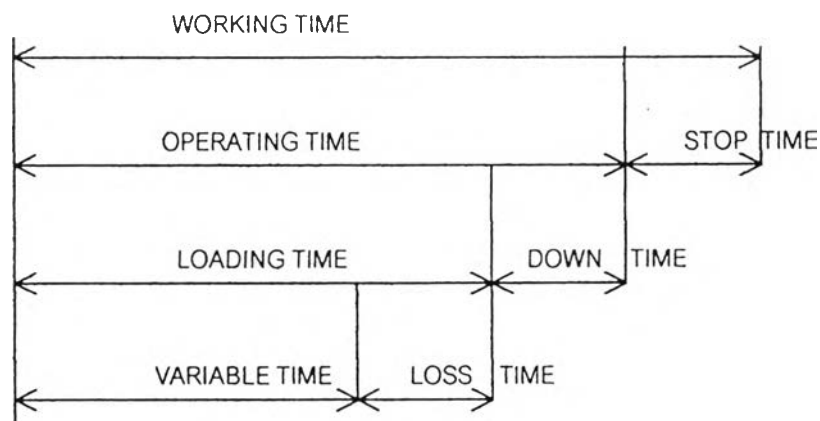 WORKING TIME
OPERATING TIME STOP TIME
LOADING TIME DOWN TIME
VARIABLE TIME LOSS TIME